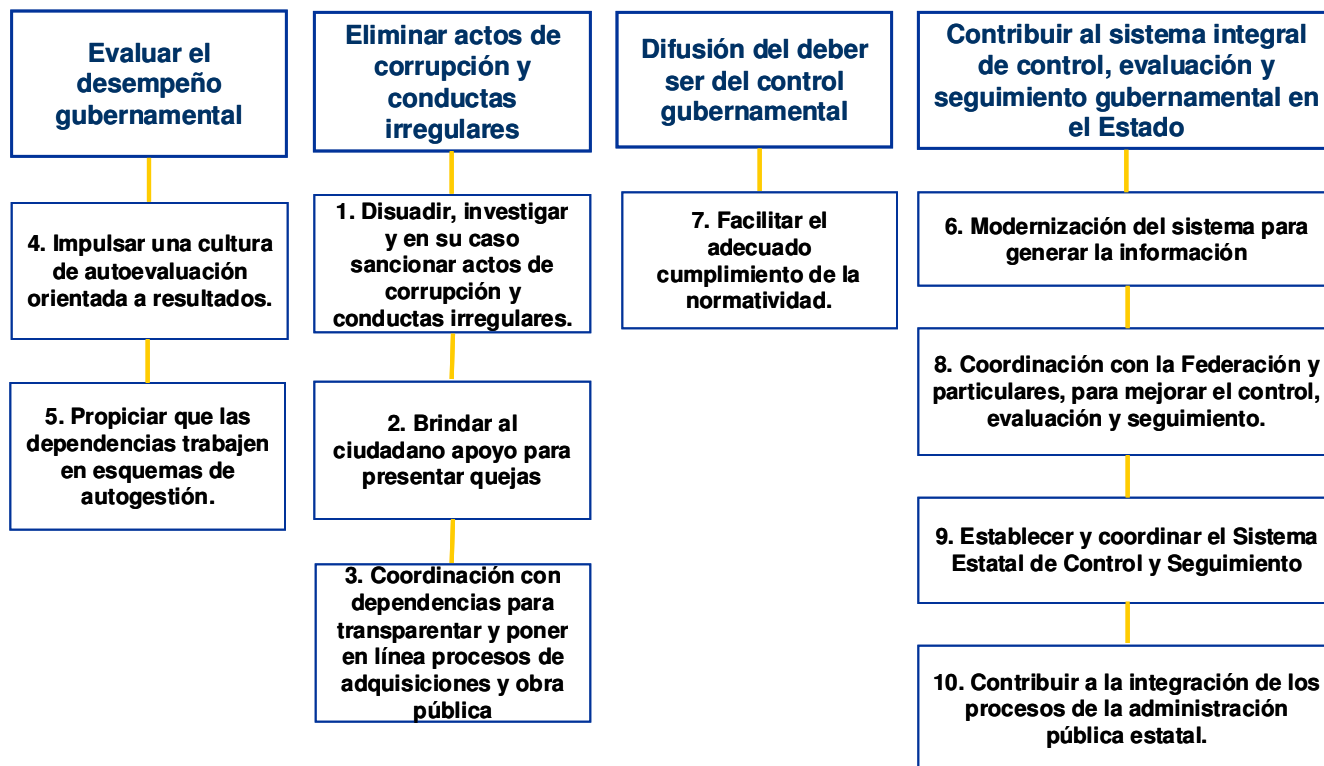 Evaluar el
desempeño
gubernamental
4. Impulsar una cultura
de autoevaluación
orientada a resultados.
5. Propiciar que las
dependencias trabajen
en esquemas de
autogestión.
Eliminar actos de
corrupción y
conductas
irregulares
1. Disuadir, investigar
y en su caso
sancionar actos de
corrupción y
conductas irregulares.
2. Brindar al
ciudadano apoyo para
presentar quejas
3. Coordinación con
dependencias para
transparentar y poner
en línea procesos de
adquisiciones y obra
pública
Difusión del deber
ser del control
gubernamental
7. Facilitar el
adecuado
cumplimiento de la
normatividad.
Contribuir al sistema integral
de control, evaluación y
seguimiento gubernamental en
el Estado
6. Modernización del sistema para
generar la información
8. Coordinación con la Federación y
particulares, para mejorar el control,
evaluación y seguimiento.
9. Establecer y coordinar el Sistema
Estatal de Control y Seguimiento
10. Contribuir a la integración de los
procesos de la administración
pública estatal.